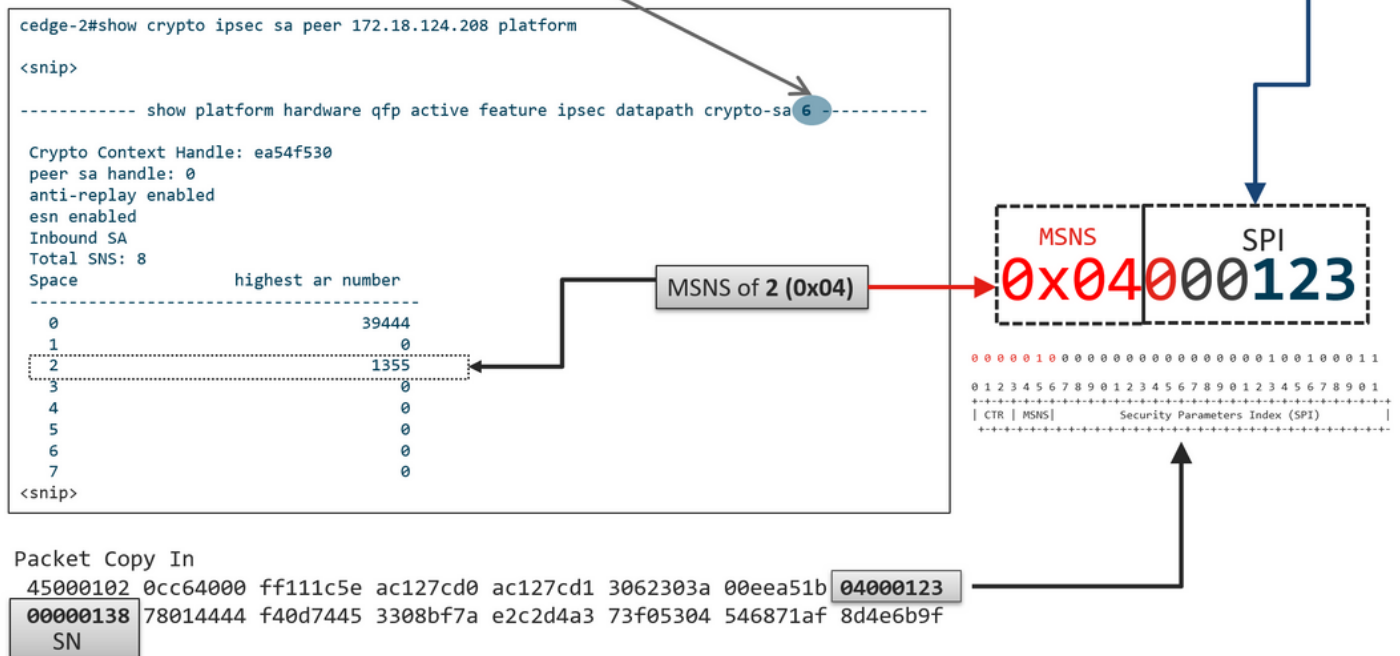 cedge-2#show crypto ipsec sa peer 172.18.124.208 platform
<snip>
------------ show platform hardware qfp active feature ipsec datapath crypto-sa 6 -----------
Crypto Context Handle: ea54f530
peer sa handle: 0
anti-replay enabled
esn enabled
Inbound SA
Total SNS: 8
Space highest ar number
----------------------------------------
0 39444
1 0
2 1355
3 0
4 0
5 0
6 0
7 0
<snip>
MSNS of 2 (0x04)
MSNS SPI
0x04000123
0 0 0 0 0 1 0 0 0 0 0 0 0 0 0 0 0 0 0 0 0 0 0 1 0 0 1 0 0 0 1 1
0 1 2 3 4 5 6 7 8 9 0 1 2 3 4 5 6 7 8 9 0 1 2 3 4 5 6 7 8 9 0 1
+-+-+-+-+-+-+-+-+-+-+-+-+-+-+-+-+-+-+-+-+-+-+-+-+-+-+-+-+-+-+-+-+
| CTR | MSNS| Security Parameters Index (SPI) |
+-+-+-+-+-+-+-+-+-+-+-+-+-+-+-+-+-+-+-+-+-+-+-+-+-+-+-+-+-+-+-+-
Packet Copy In
45000102 0cc64000 ff111c5e ac127cd0 ac127cd1 3062303a 00eea51b 04000123
00000138 78014444 f40d7445 3308bf7a e2c2d4a3 73f05304 546871af 8d4e6b9f
SN